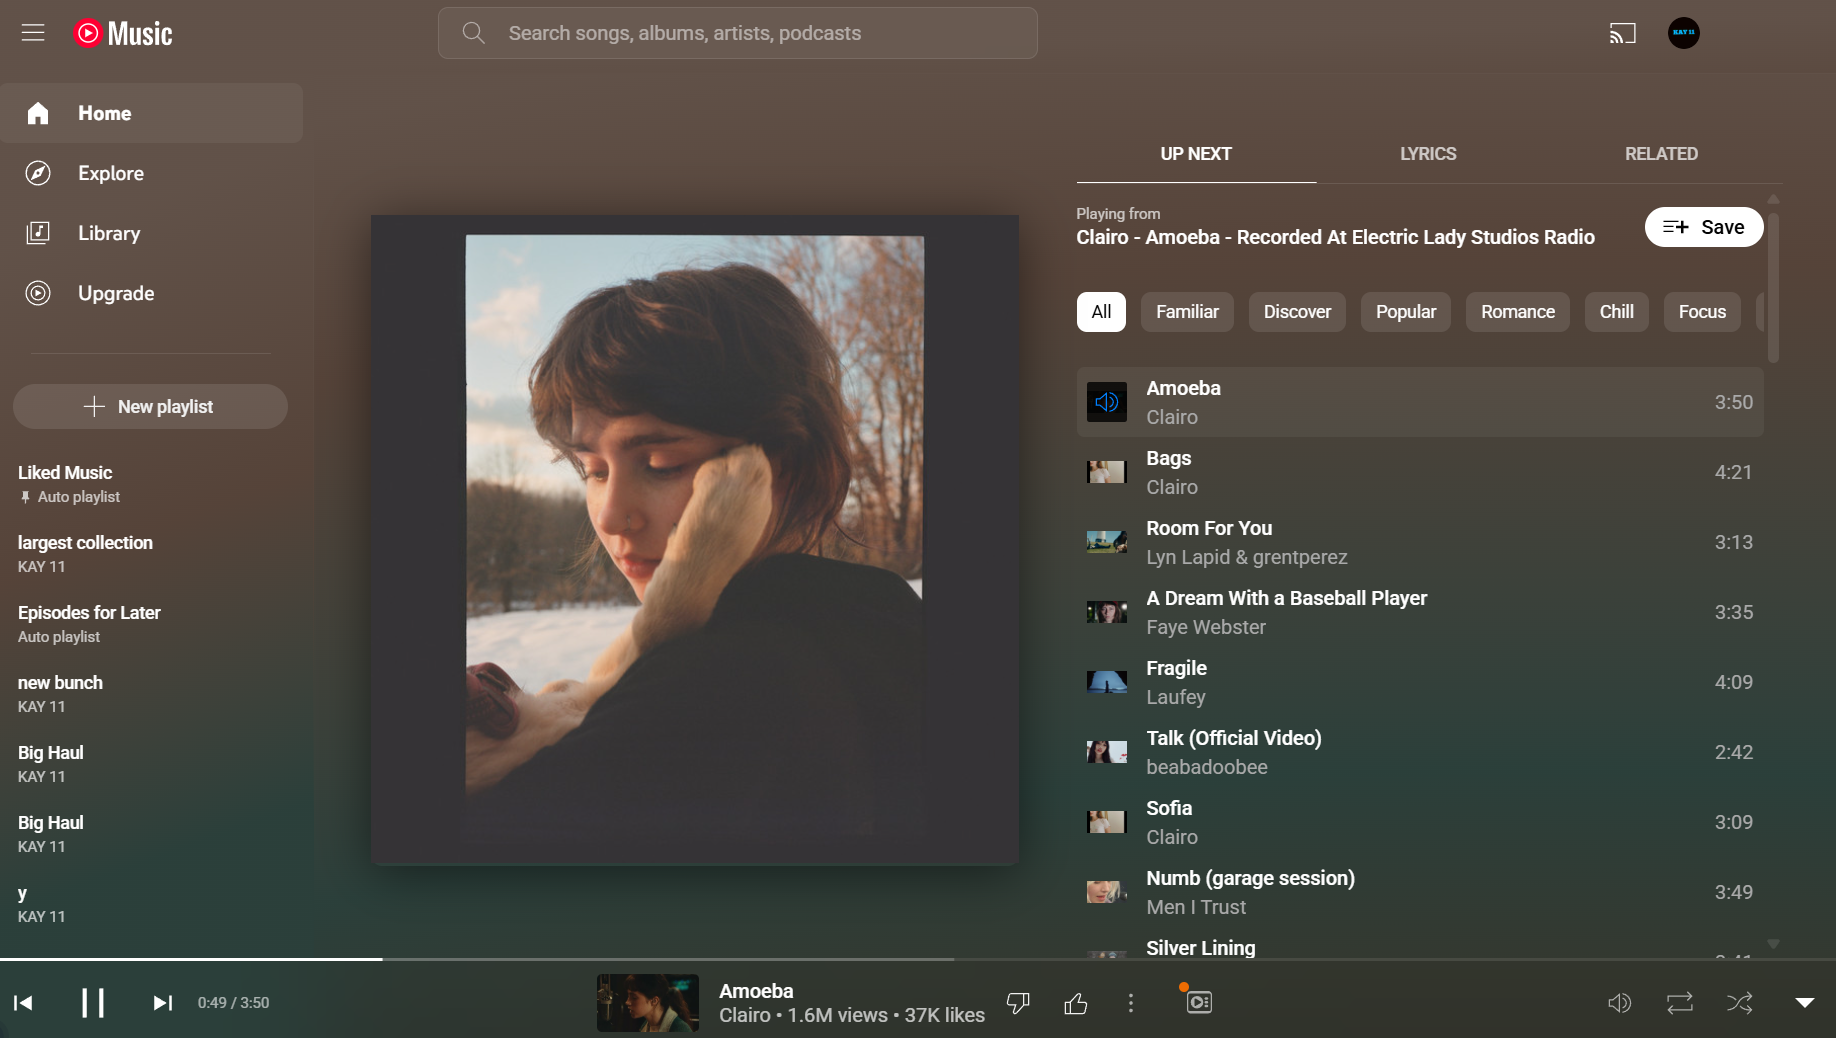 Music
Search songs, albums, artists, podcasts
KAY 11
Home
Explore
Library
Upgrade
New playlist
Liked Music
Auto playlist
largest collection
KAY 11
Episodes for Later
Auto playlist
new bunch
KAY 11
Big Haul
KAY 11
Big Haul
KAY 11
y
KAY 11
UP NEXT
LYRICS
RELATED
Playing from
Clairo - Amoeba - Recorded At Electric Lady Studios Radio
Save
All
Familiar
Discover
Popular
Romance
Chill
Focus
Amoeba
Clairo
3:50
Bags
Clairo
4:21
Room For You
Lyn Lapid & grentperez
3:13
A Dream With a Baseball Player
Faye Webster
3:35
Fragile
Laufey
4:09
Talk (Official Video)
beabadoobee
2:42
Sofia
Clairo
3:09
Numb (garage session)
Men I Trust
3:49
Silver Lining
0:49 / 3:50
Amoeba
Clairo • 1.6M views • 37K likes